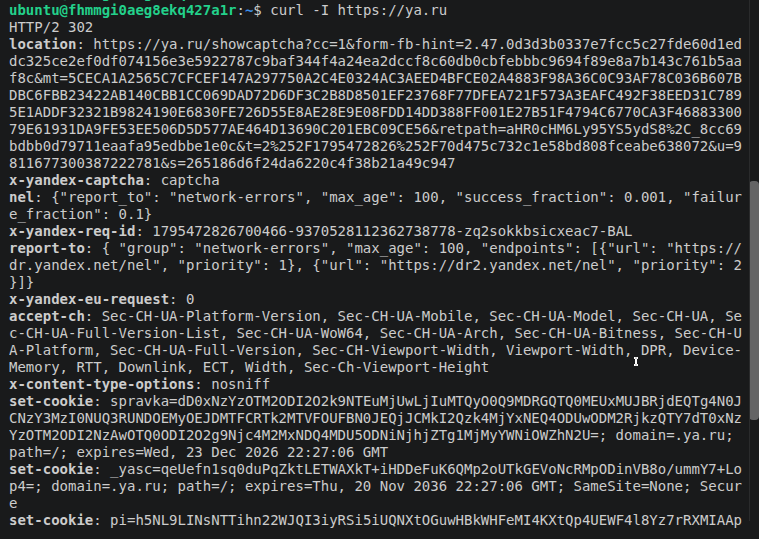 ubuntu@fhmmgi0aeg8ekq427a1r:~$ curl -I https://ya.ru
HTTP/2 302
location: https://ya.ru/showcaptcha?cc=1&form-fb-hint=2.47.0d3d3b0337e7fcc5c27fde60d1ed
dc325ce2ef0df074156e3e5922787c9baf344f4a24ea2dccf8c60db0cbfebbbc9694f89e8a7b143c761b5aa
f8c&mt=5CECA1A2565C7CFCEF147A297750A2C4E0324AC3AEED4BFCE02A4883F98A36C0C93AF78C036B607B
DBC6FBB23422AB140CBB1CC069DAD72D6DF3C2B8D8501EF23768F77DFEA721F573A3EAFC492F38EED31C789
5E1ADDF32321B9824190E6830FE726D55E8AE28E9E08FDD14DD388FF001E27B51F4794C6770CA3F46883300
79E61931DA9FE53EE506D5D577AE464D13690C201EBC09CE56&retpath=aHR0cHM6Ly95YS5ydS8%2C_8cc69
bdbb0d79711eaafa95edbbe1e0c&t=2%252F1795472826%252F70d475c732c1e58bd808fceabe638072&u=9
811677300387222781&s=265186d6f24da6220c4f38b21a49c947
x-yandex-captcha: captcha
nel: {"report_to": "network-errors", "max_age": 100, "success_fraction": 0.001, "failur
e_fraction": 0.1}
x-yandex-req-id: 1795472826700466-9370528112362738778-zq2sokkbsicxeac7-BAL
report-to: { "group": "network-errors", "max_age": 100, "endpoints": [{"url": "https://
dr.yandex.net/nel", "priority": 1}, {"url": "https://dr2.yandex.net/nel", "priority": 2
}]}
x-yandex-eu-request: 0
accept-ch: Sec-CH-UA-Platform-Version, Sec-CH-UA-Mobile, Sec-CH-UA-Model, Sec-CH-UA, Se
c-CH-UA-Full-Version-List, Sec-CH-UA-WoW64, Sec-CH-UA-Arch, Sec-CH-UA-Bitness, Sec-CH-U
A-Platform, Sec-CH-UA-Full-Version, Sec-CH-Viewport-Width, Viewport-Width, DPR, Device-
Memory, RTT, Downlink, ECT, Width, Sec-Ch-Viewport-Height
x-content-type-options: nosniff
set-cookie: spravka=dD0xNzYzOTM2ODI2O2k9NTEuMjUwLjIuMTQyO0Q9MDRGQTQ0MEUxMUJBRjdEQTg4N0J
CNzY3MzI0NUQ3RUNDOEMyOEJDMTFCRTk2MTVFOUFBN0JEQjJCMkI2Qzk4MjYxNEQ4ODUwODM2RjkzQTY7dT0xNz
YzOTM2ODI2NzAwOTQ0ODI2O2g9Njc4M2MxNDQ4MDU5ODNiNjhjZTg1MjMyYWNiOWZhN2U=; domain=.ya.ru;
path=/; expires=Wed, 23 Dec 2026 22:27:06 GMT
set-cookie: _yasc=qeUefn1sq0duPqZktLETWAXkT+iHDDeFuK6QMp2oUTkGEVoNcRMpODinVB8o/ummY7+Lo
p4=; domain=.ya.ru; path=/; expires=Thu, 20 Nov 2036 22:27:06 GMT; SameSite=None; Secur
e
set-cookie: pi=h5NL9LINsNTTihn22WJQI3iyRSi5iUQNXtOGuwHBkWHFeMI4KXtQp4UEWF4l8Yz7rRXMIAAp